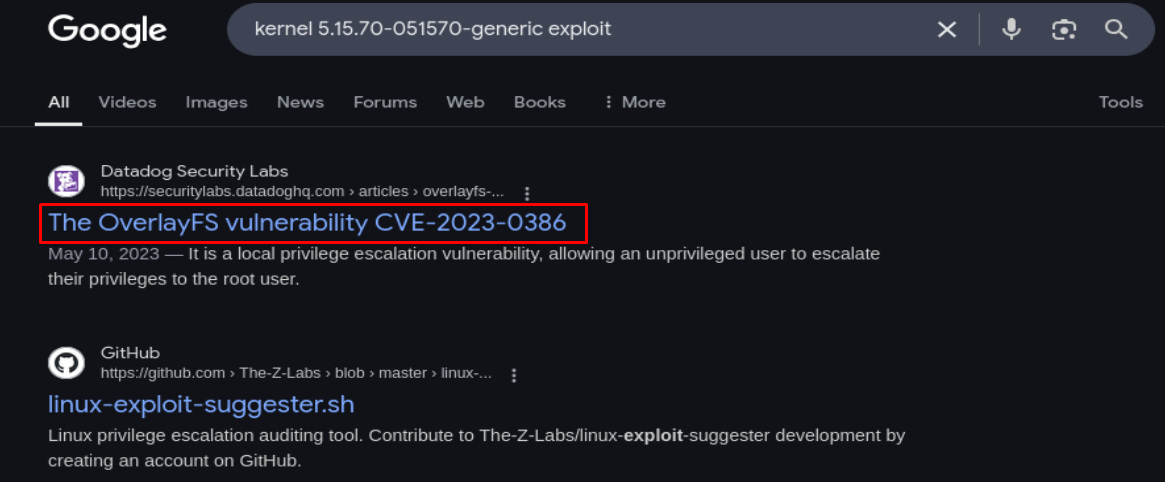 Google
kernel 5.15.70-051570-generic exploit
All Videos Images News Forums Web Books More Tools
Datadog Security Labs
https://securitylabs.datadoghq.com › articles › overlayfs-...
The OverlayFS vulnerability CVE-2023-0386
May 10, 2023 — It is a local privilege escalation vulnerability, allowing an unprivileged user to escalate
their privileges to the root user.
GitHub
https://github.com › The-Z-Labs › blob › master › linux-...
linux-exploit-suggester.sh
Linux privilege escalation auditing tool. Contribute to The-Z-Labs/linux-exploit-suggester development by
creating an account on GitHub.